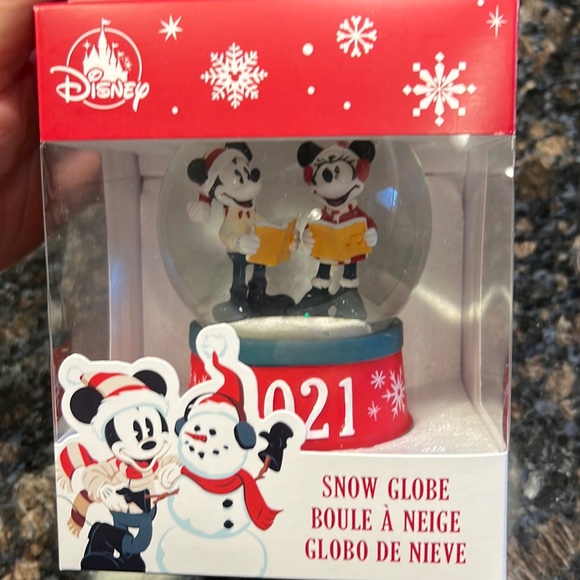 Disney
021
SNOW GLOBE
BOULE À NEIGE
GLOBO DE NIEVE